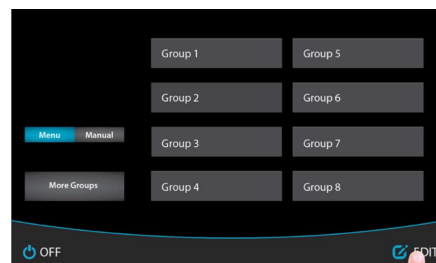 Group 1 Group 5
Group 2 Group 6
Menu Manual
Group 3 Group 7
More Groups
Group 4 Group 8
OFF
EDIT